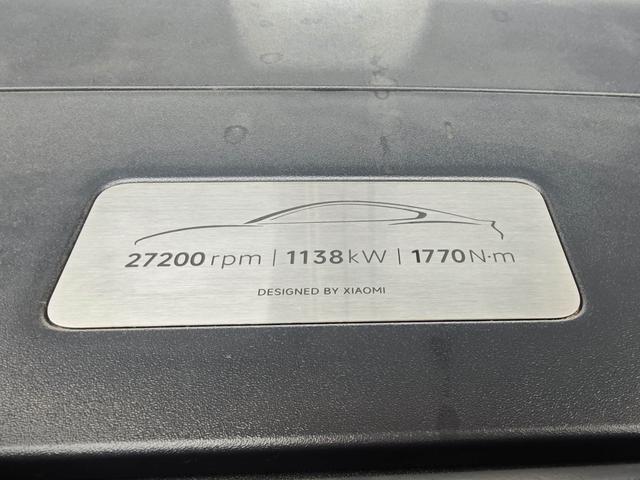 27200 rpm | 1138 kW | 1770 N·m
DESIGNED BY XIAOMI